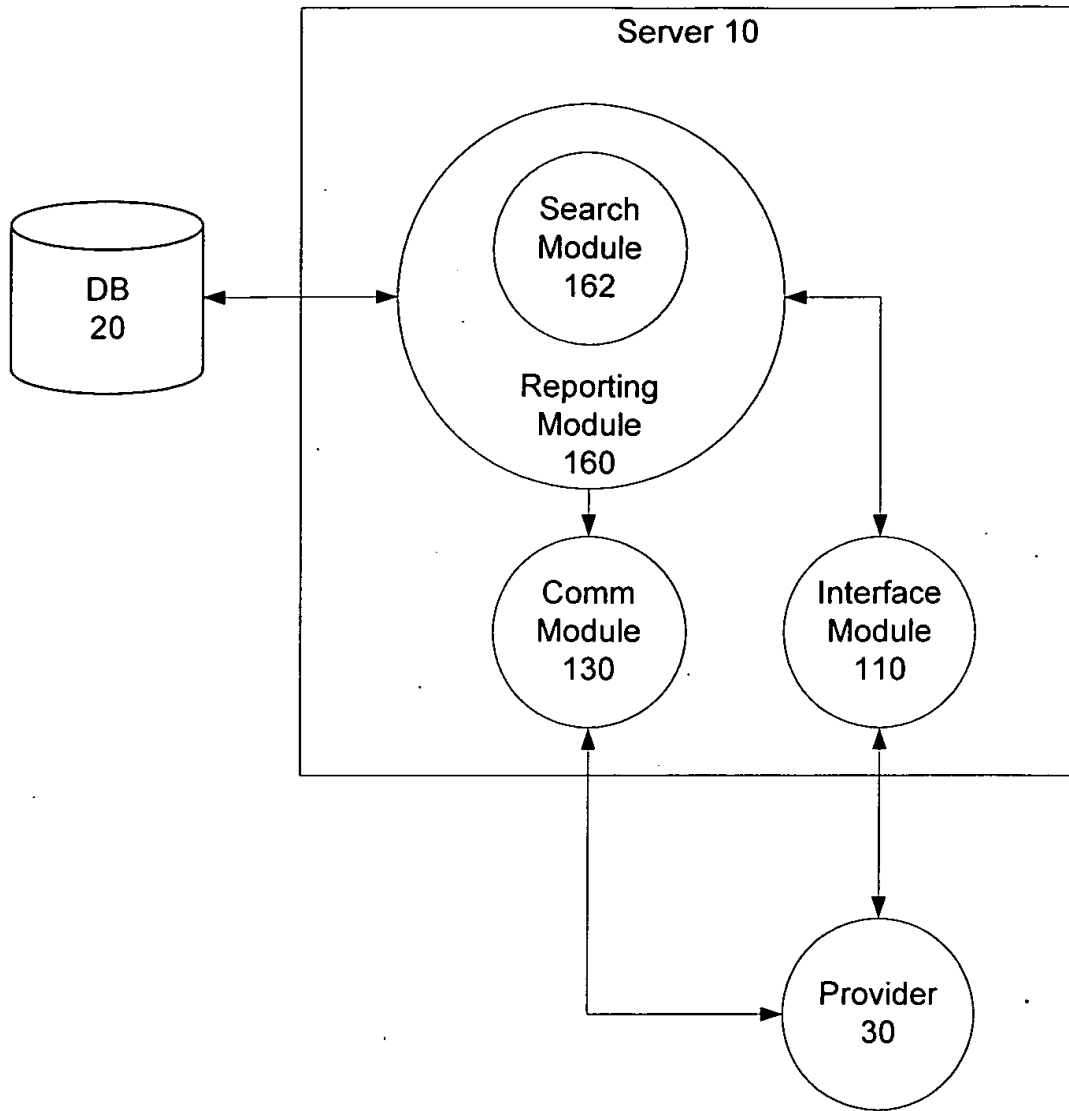 Server 10
Search
Module
162
DB
20
Reporting
Module
160
Comm
Module
130
Interface
Module
110
Provider
30